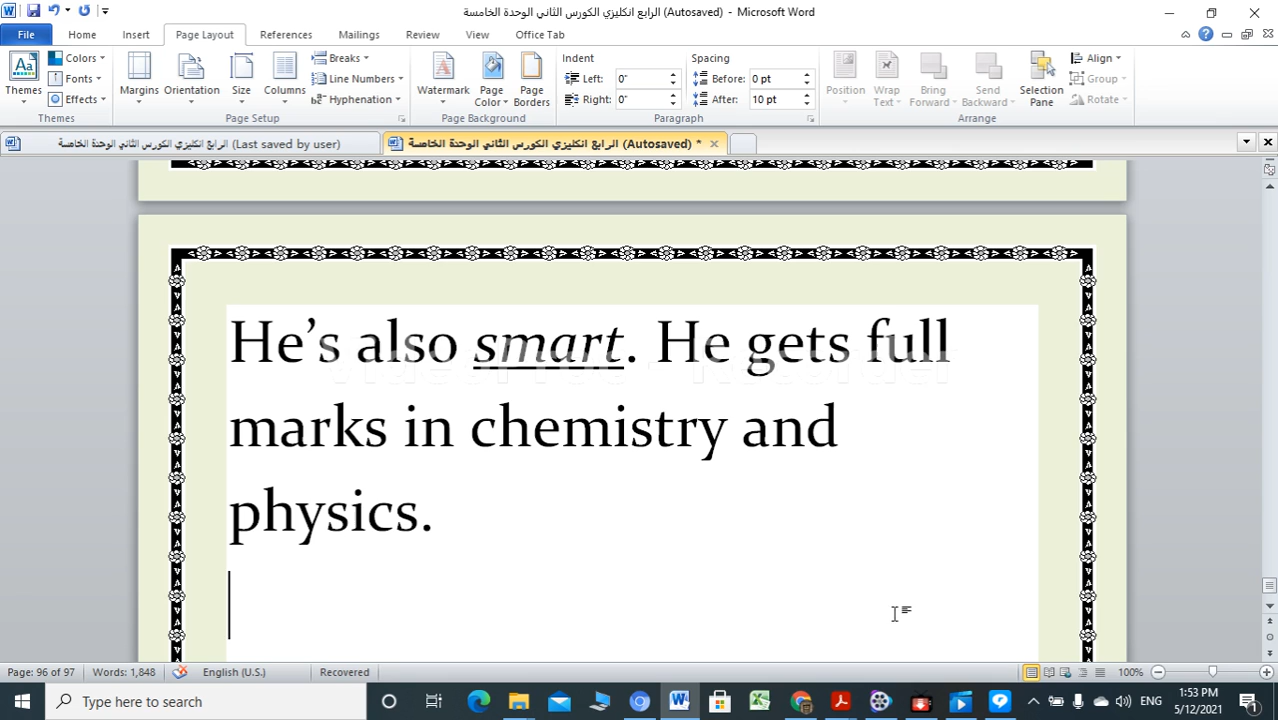 الرابع انكليزي الكورس الثاني الوحدة الخامسة (Autosaved) - Microsoft Word
File Home Insert Page Layout References Mailings Review View Office Tab
Themes
Colors
Fonts
Effects
Themes
Margins
Orientation
Size
Columns
Breaks
Line Numbers
Hyphenation
Page Setup
Watermark
Page Color
Page Borders
Page Background
Indent
Left: 0"
Right: 0"
Spacing
Before: 0 pt
After: 10 pt
Paragraph
Position
Wrap Text
Bring Forward
Send Backward
Selection Pane
Align
Group
Rotate
Arrange
الرابع انكليزي الكورس الثاني الوحدة الخامسة (Last saved by user)
الرابع انكليزي الكورس الثاني الوحدة الخامسة (Autosaved) *
He's also smart. He gets full
marks in chemistry and
physics.
Page: 96 of 97 Words: 1,848 English (U.S.) Recovered 100%
Type here to search
ENG
1:53 PM
5/12/2021
1